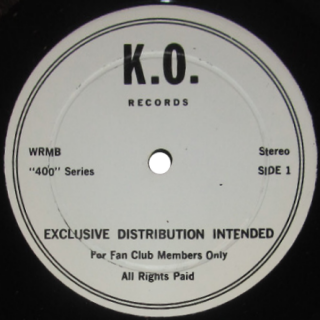 K.O.
RECORDS
WRMB Stereo
"400" Series SIDE 1
EXCLUSIVE DISTRIBUTION INTENDED
For Fan Club Members Only
All Rights Paid